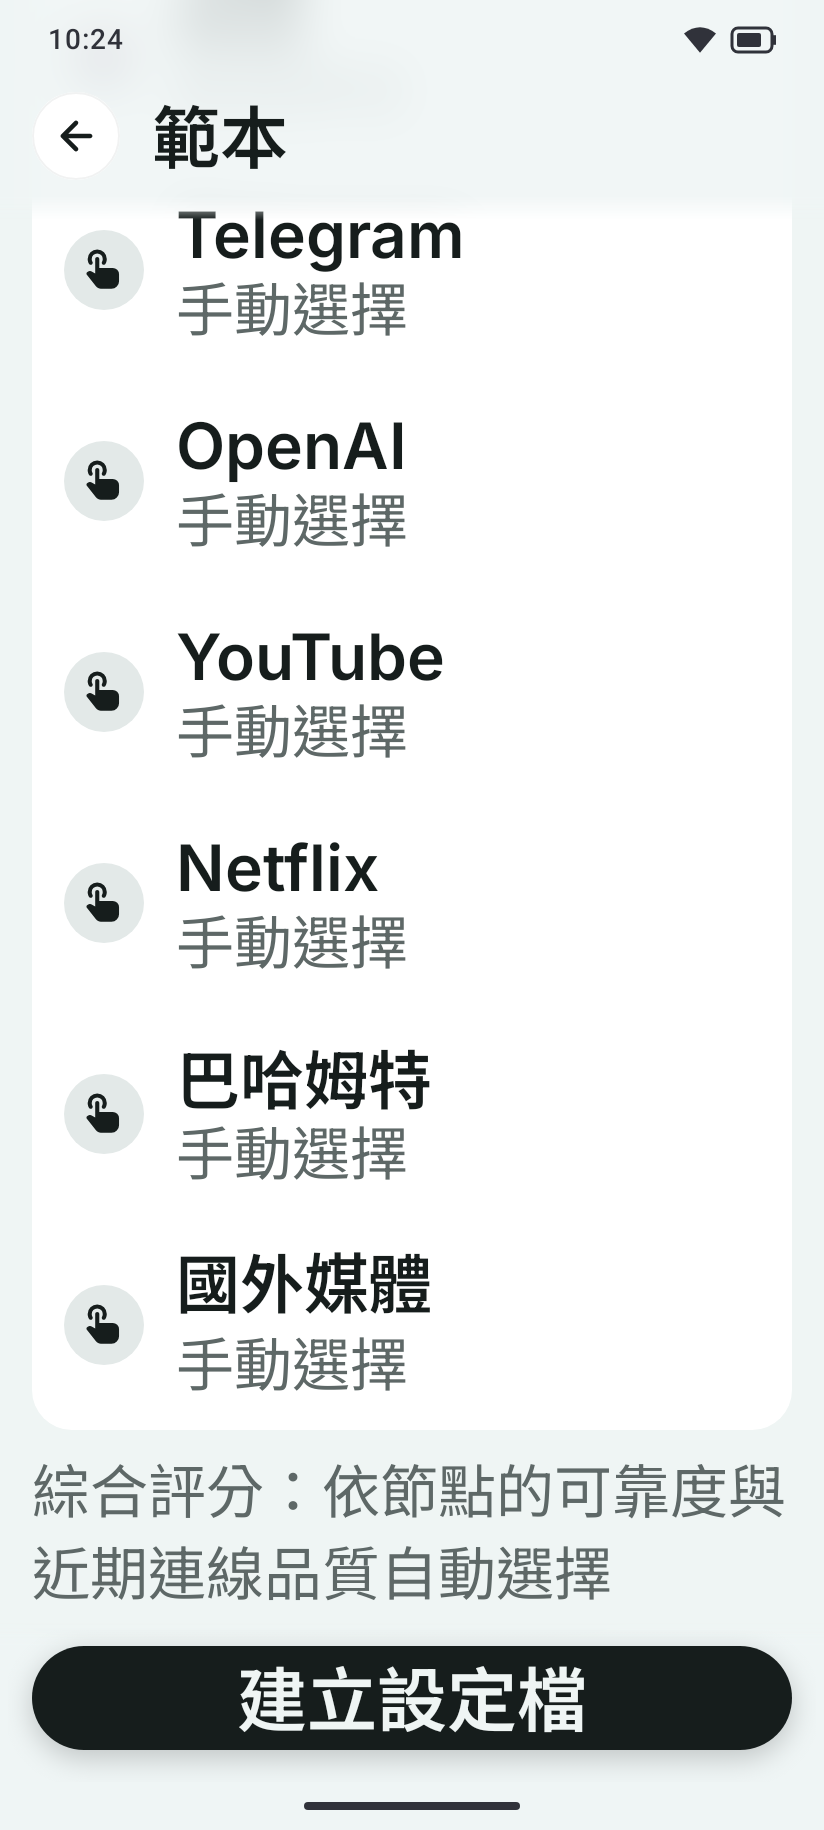 10:24
範本
Telegram
手動選擇
OpenAI
手動選擇
YouTube
手動選擇
Netflix
手動選擇
巴哈姆特
手動選擇
國外媒體
手動選擇
綜合評分：依節點的可靠度與
近期連線品質自動選擇
建立設定檔